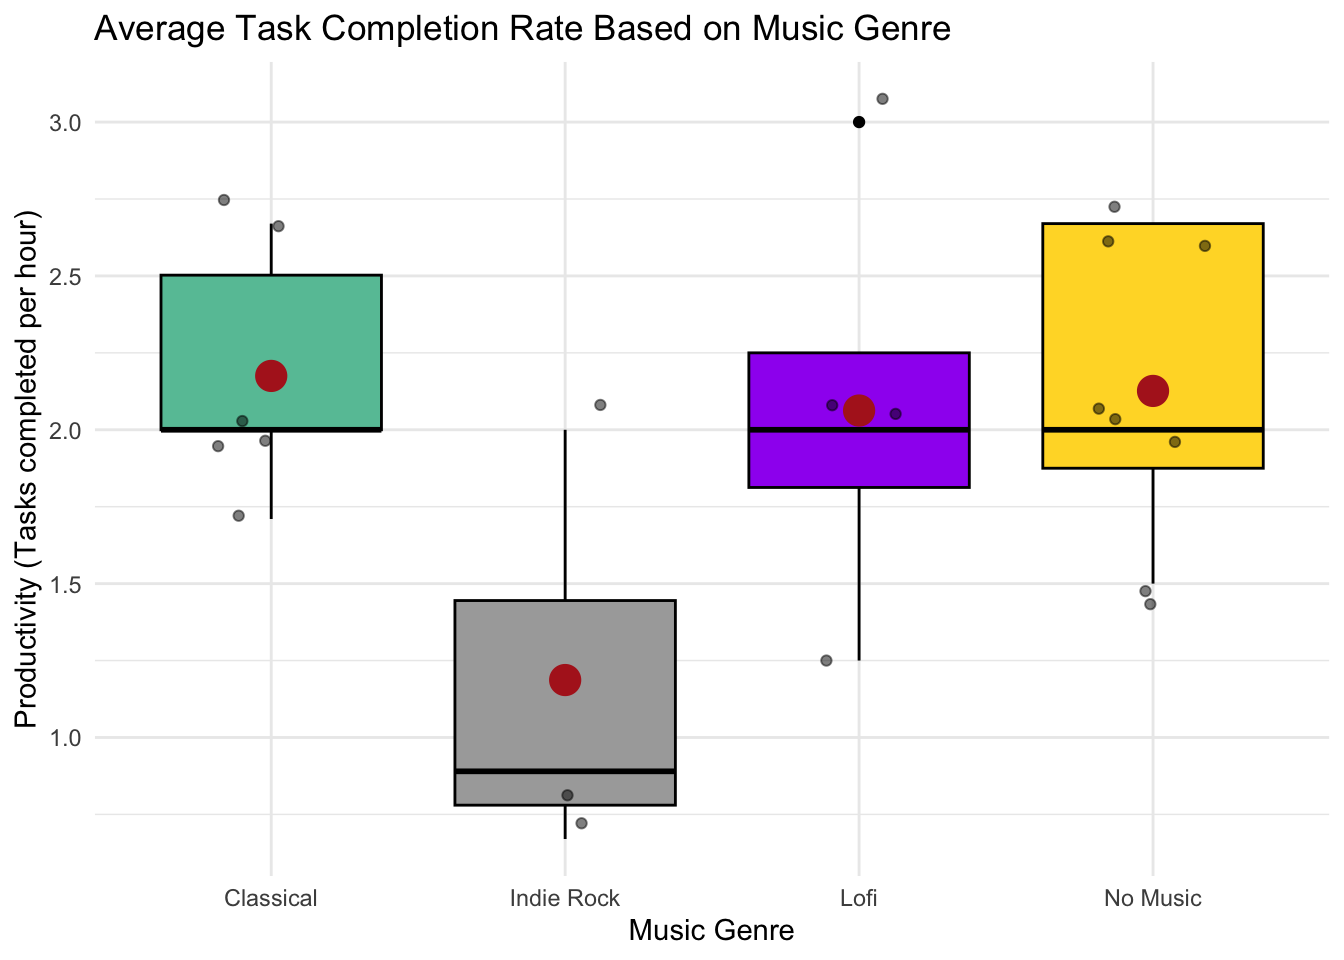 Average Task Completion Rate Based on Music Genre
Productivity (Tasks completed per hour)
3.0
2.5
2.0
1.5
1.0
Classical
Indie Rock
Lofi
No Music
Music Genre